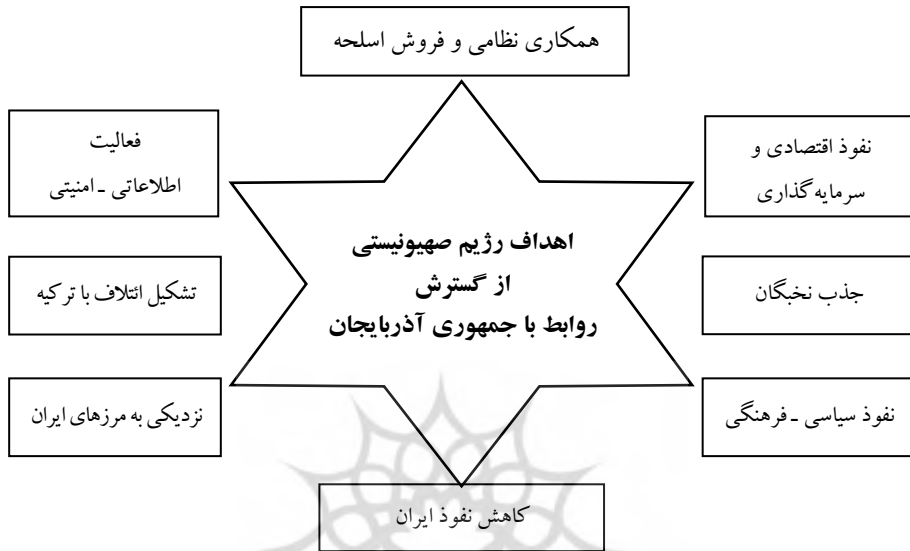 همکاری نظامی و فروش اسلحه
نفوذ اقتصادی و
سرمایه‌گذاری
فعالیت
اطلاعاتی ـ امنیتی
اهداف رژیم صهیونیستی
از گسترش
روابط با جمهوری آذربایجان
جذب نخبگان
تشکیل ائتلاف با ترکیه
نفوذ سیاسی ـ فرهنگی
نزدیکی به مرزهای ایران
کاهش نفوذ ایران